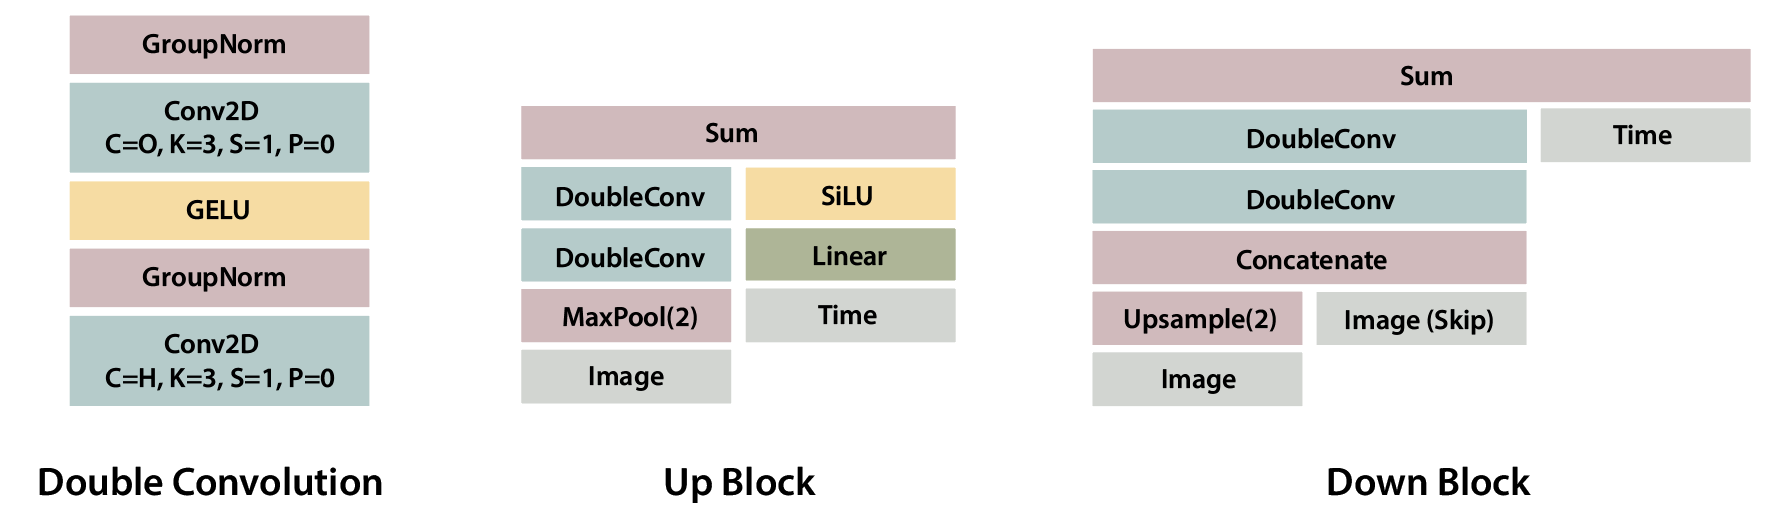 GroupNorm
Conv2D
C=O, K=3, S=1, P=0
GELU
GroupNorm
Conv2D
C=H, K=3, S=1, P=0
Double Convolution
Sum
DoubleConv
SiLU
DoubleConv
Linear
MaxPool(2)
Time
Image
Up Block
Sum
DoubleConv
Time
DoubleConv
Concatenate
Upsample(2)
Image (Skip)
Image
Down Block